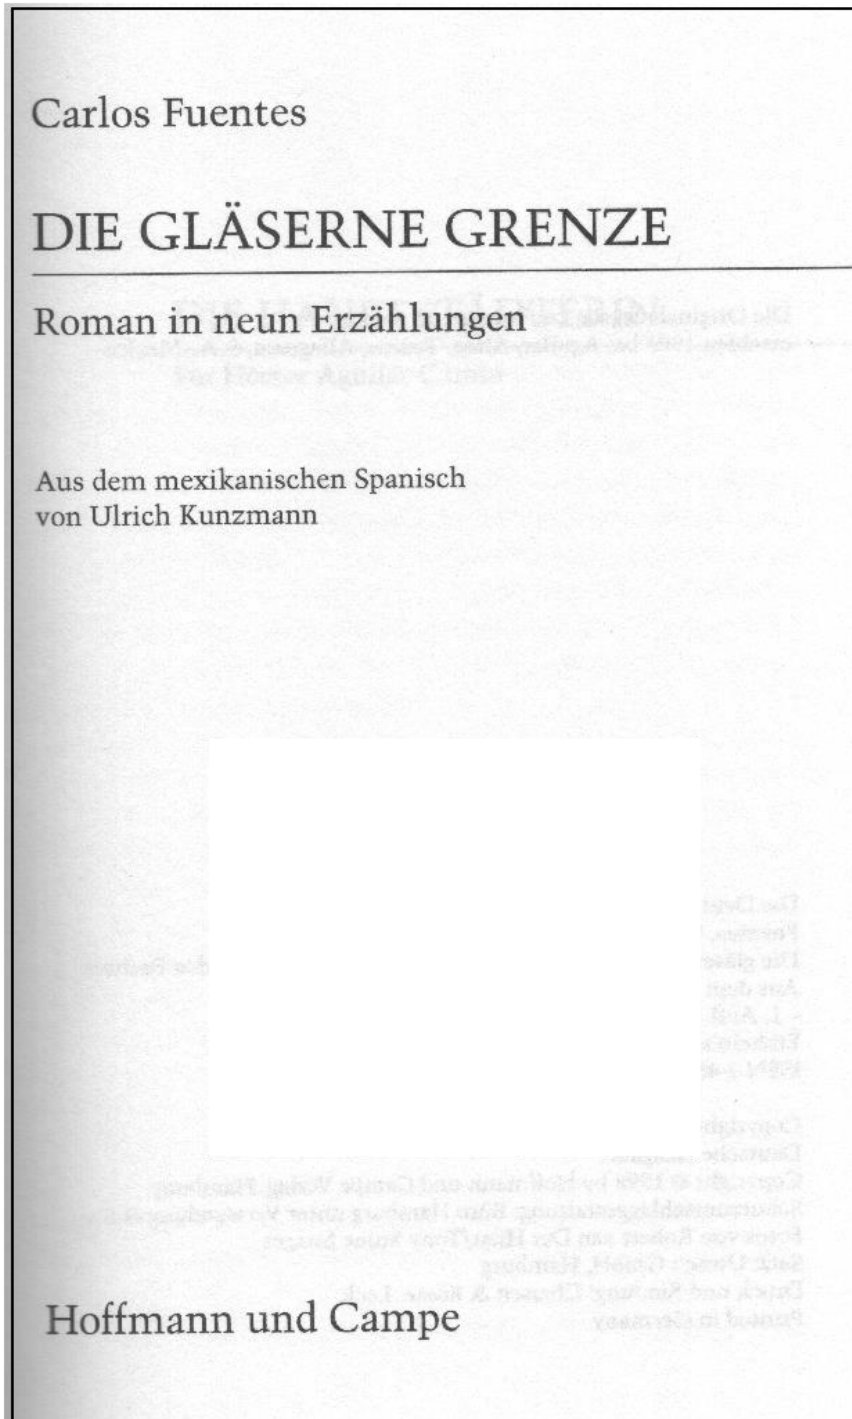 Carlos Fuentes
DIE GLÄSERNE GRENZE
Roman in neun Erzählungen
Aus dem mexikanischen Spanisch
von Ulrich Kunzmann
Hoffmann und Campe